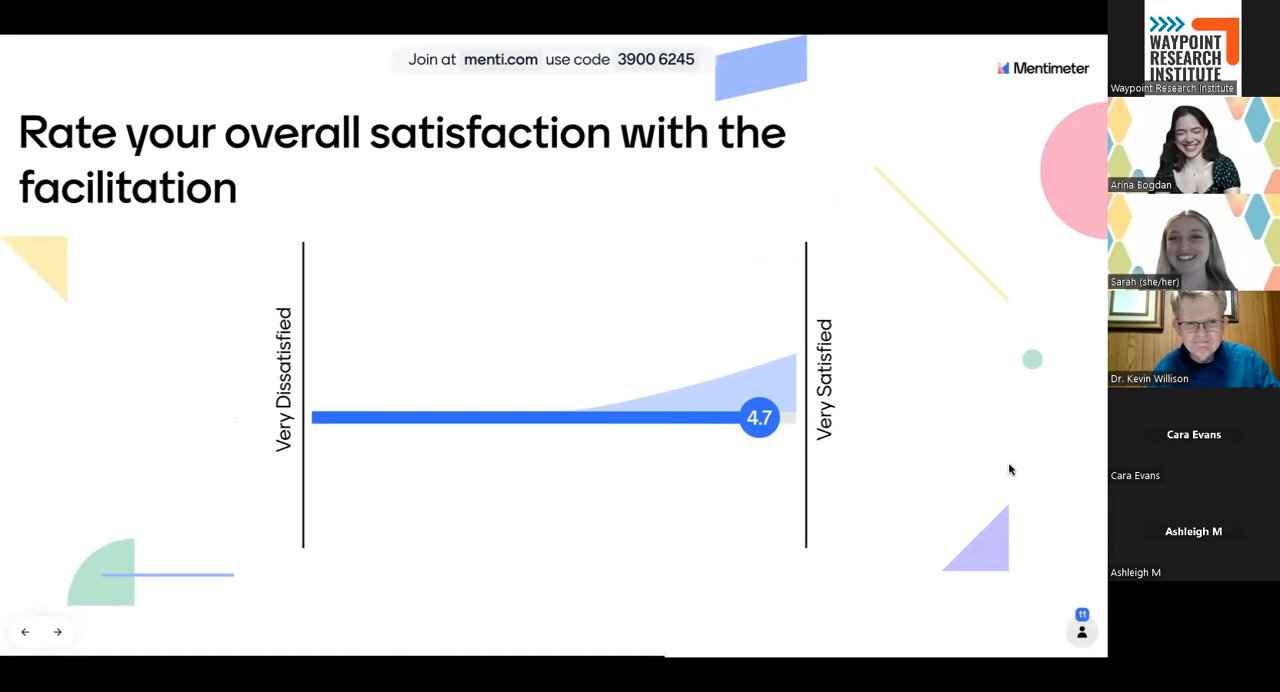 Join at menti.com use code 3900 6245
Mentimeter
Rate your overall satisfaction with the
facilitation
Very Dissatisfied
4.7
Very Satisfied
11
WAYPOINT
RESEARCH
INSTITUTE
Waypoint Research Institute
Arina Bogdan
Sarah (she/her)
Dr. Kevin Willison
Cara Evans
Cara Evans
Ashleigh M
Ashleigh M